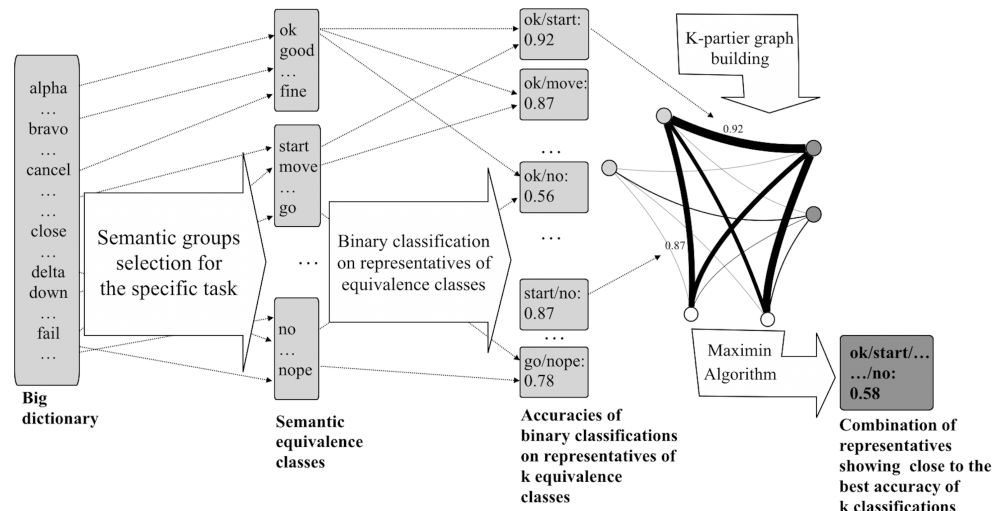 alpha
…
bravo
…
cancel
…
…
close
…
delta
down
…
fail
…
Big
dictionary
Semantic groups
selection for
the specific task
ok
good
…
fine
start
move
…
go
…
no
…
nope
Semantic
equivalence
classes
Binary classification
on representatives of
equivalence classes
ok/start:
0.92
ok/move:
0.87
…
ok/no:
0.56
…
start/no:
0.87
…
go/nope:
0.78
Accuracies of
binary classifications
on representatives of
k equivalence
classes
K-partier graph
building
0.92
0.87
Maximin
Algorithm
ok/start/…
…/no:
0.58
Combination of
representatives
showing close to the
best accuracy of
k classifications